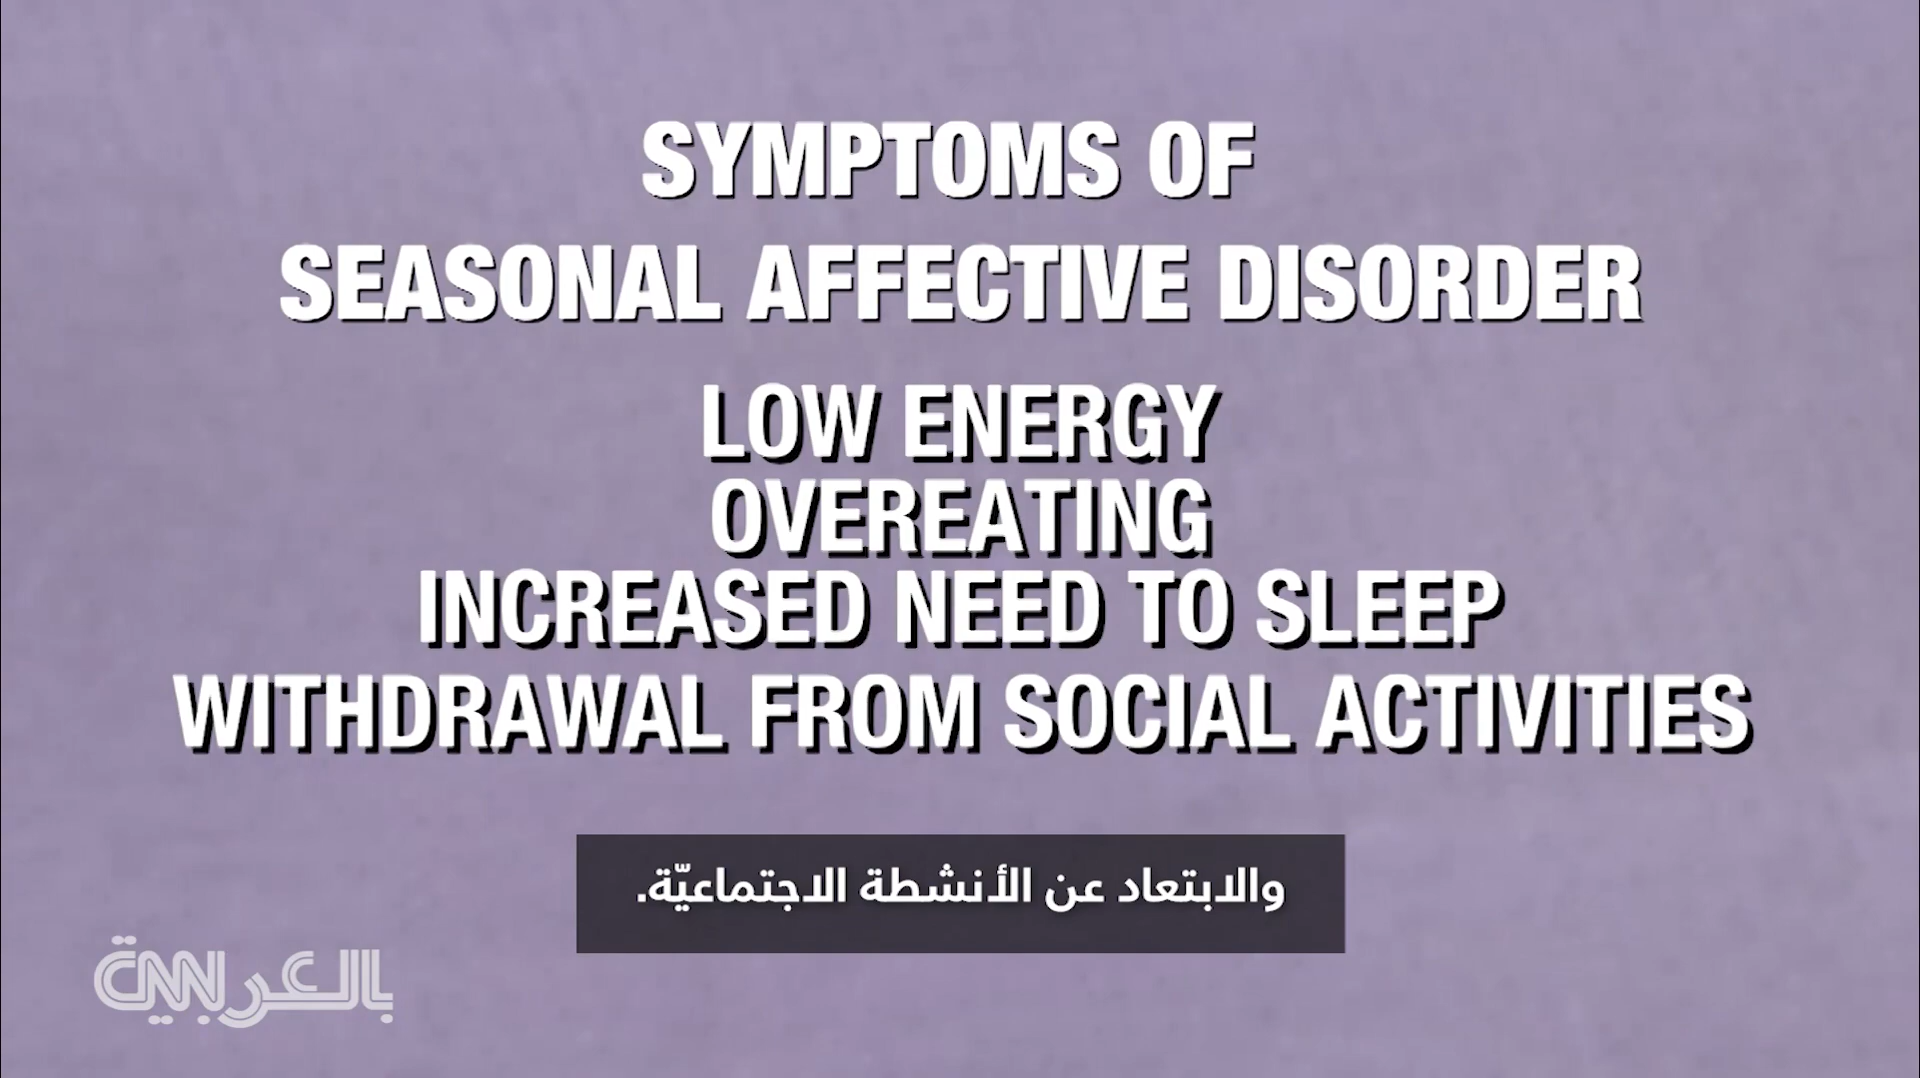 SYMPTOMS OF
SEASONAL AFFECTIVE DISORDER
LOW ENERGY
OVEREATING
INCREASED NEED TO SLEEP
WITHDRAWAL FROM SOCIAL ACTIVITIES
والابتعاد عن الأنشطة الاجتماعيّة.
CNN بالعربية